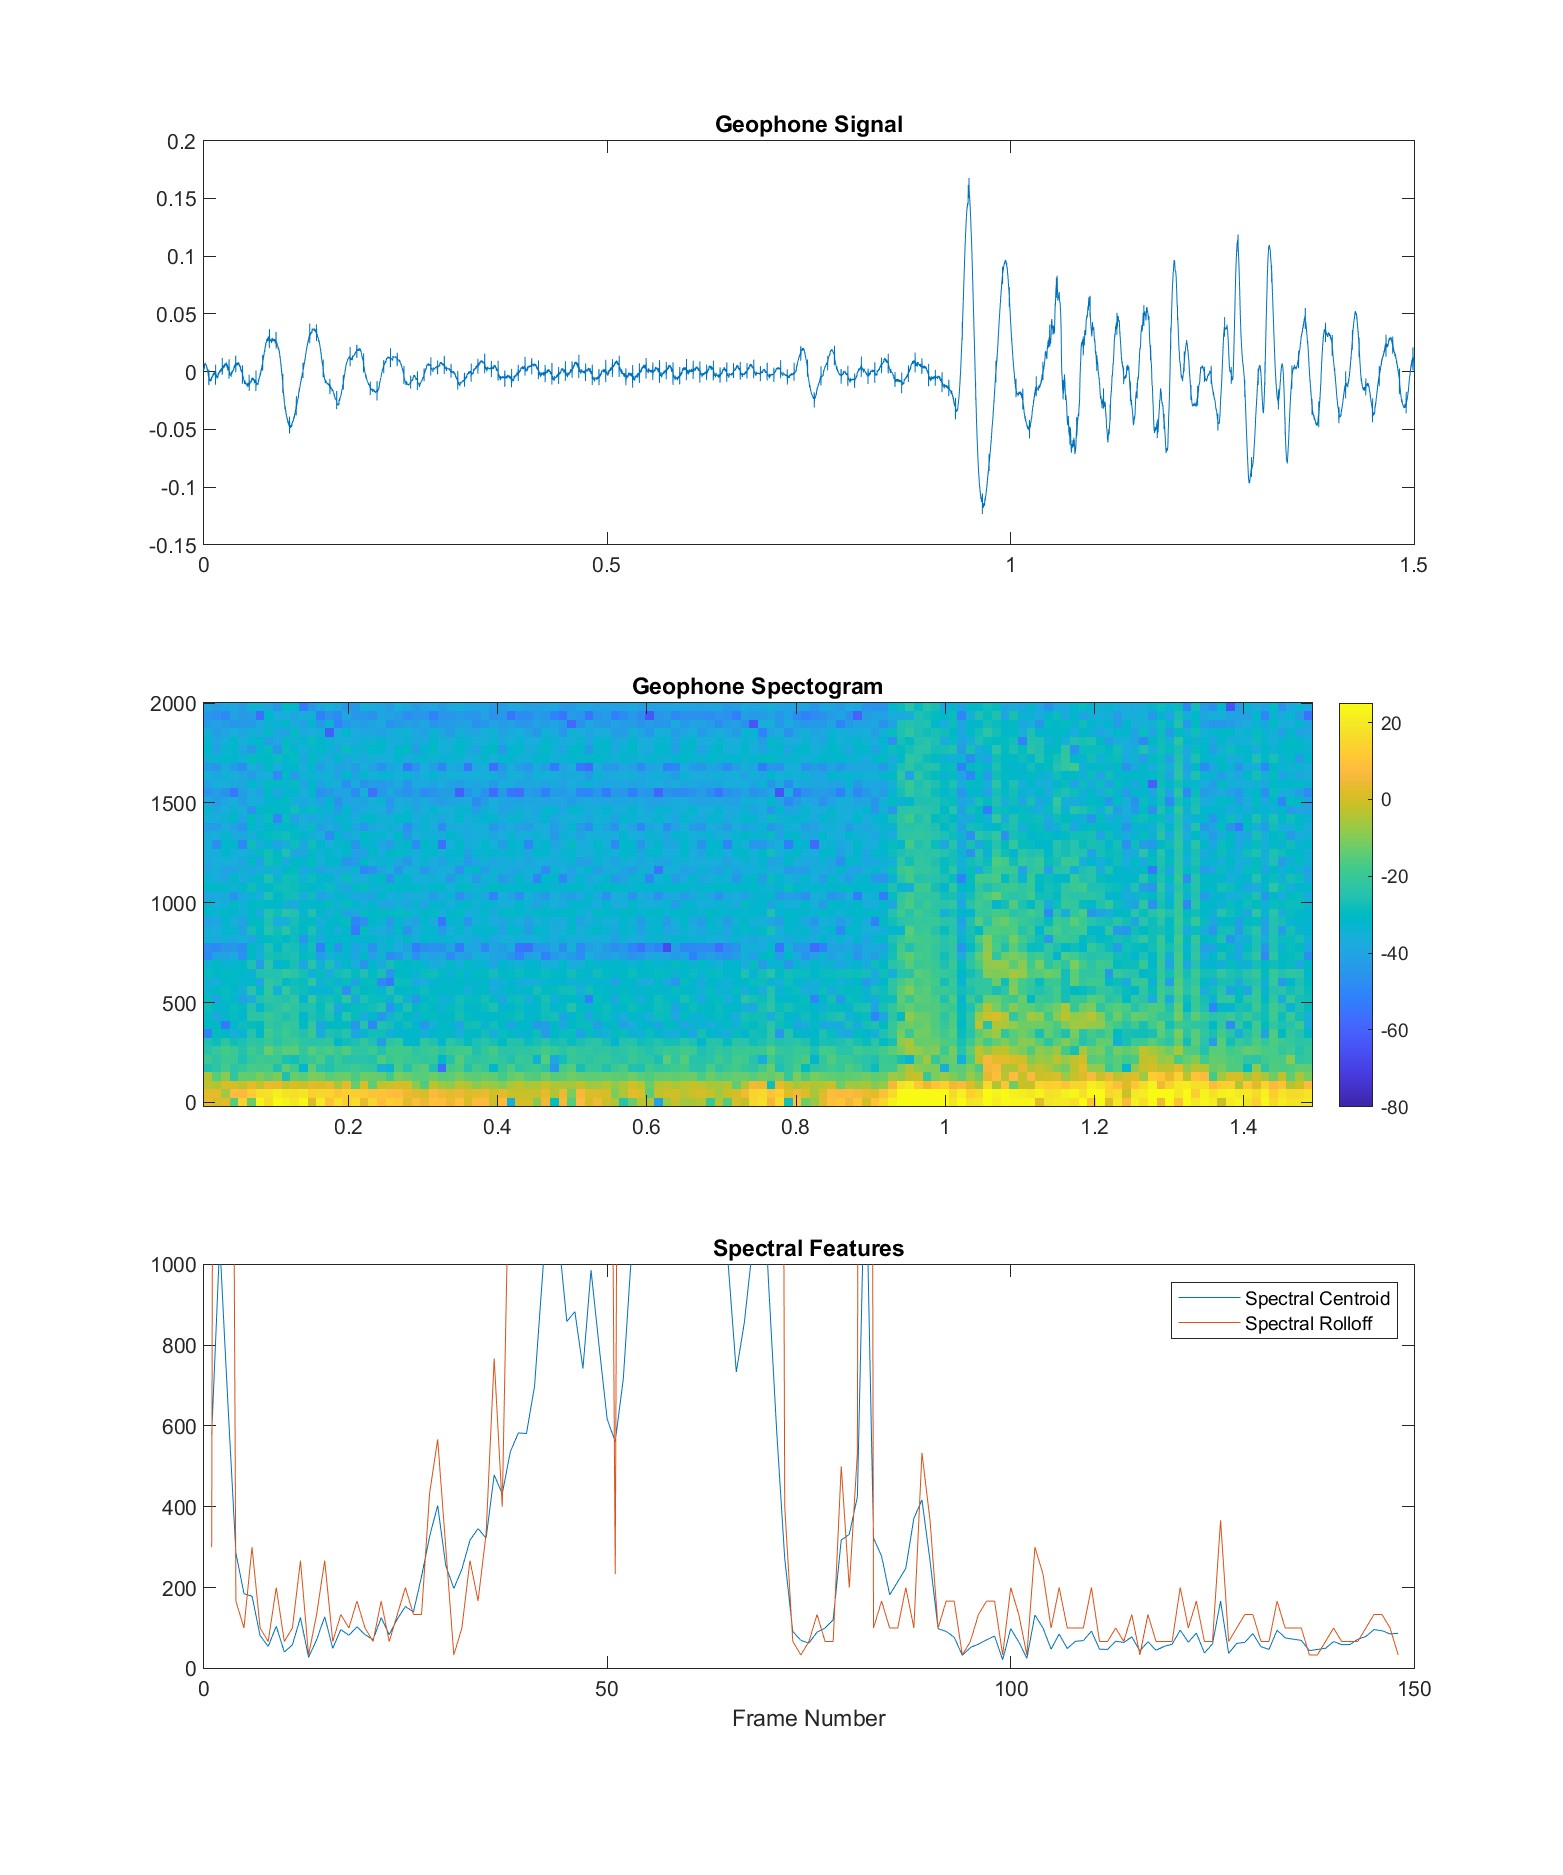 Geophone Signal
0.2
0.15
0.1
0.05
0
-0.05
-0.1
-0.15
0 0.5 1 1.5
Geophone Spectogram
2000
1500
1000
500
0
0.2 0.4 0.6 0.8 1 1.2 1.4
20
0
-20
-40
-60
-80
Spectral Features
1000
800
600
400
200
0
Spectral Centroid
Spectral Rolloff
0 50 100 150
Frame Number